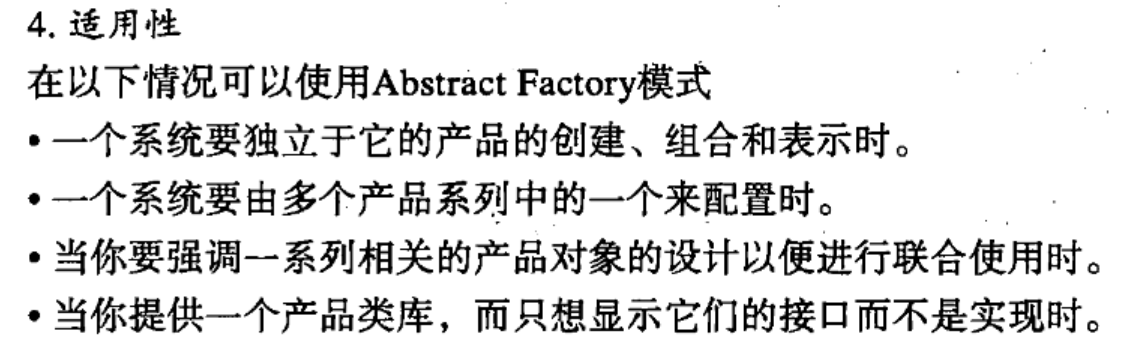 4. 适用性
在以下情况可以使用Abstract Factory模式
• 一个系统要独立于它的产品的创建、组合和表示时。
• 一个系统要由多个产品系列中的一个来配置时。
• 当你要强调一系列相关的产品对象的设计以便进行联合使用时。
• 当你提供一个产品类库，而只想显示它们的接口而不是实现时。